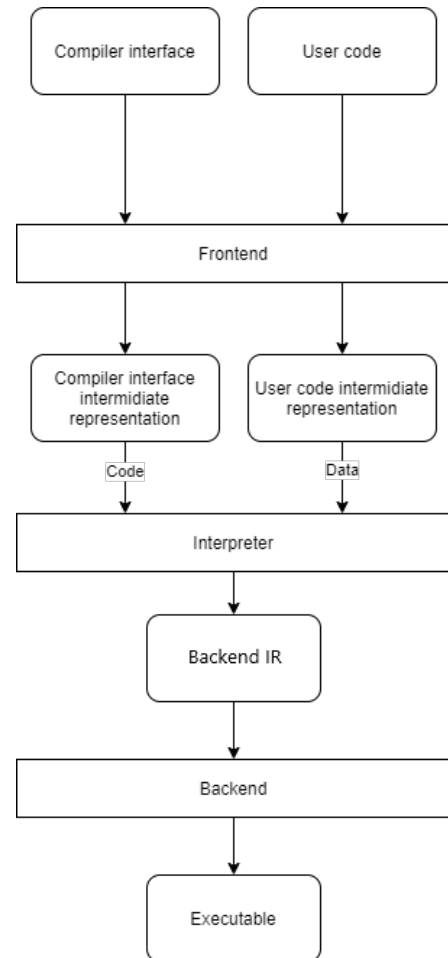 Compiler interface
User code
Frontend
Compiler interface
intermidiate
representation
User code intermidiate
representation
Code
Data
Interpreter
Backend IR
Backend
Executable